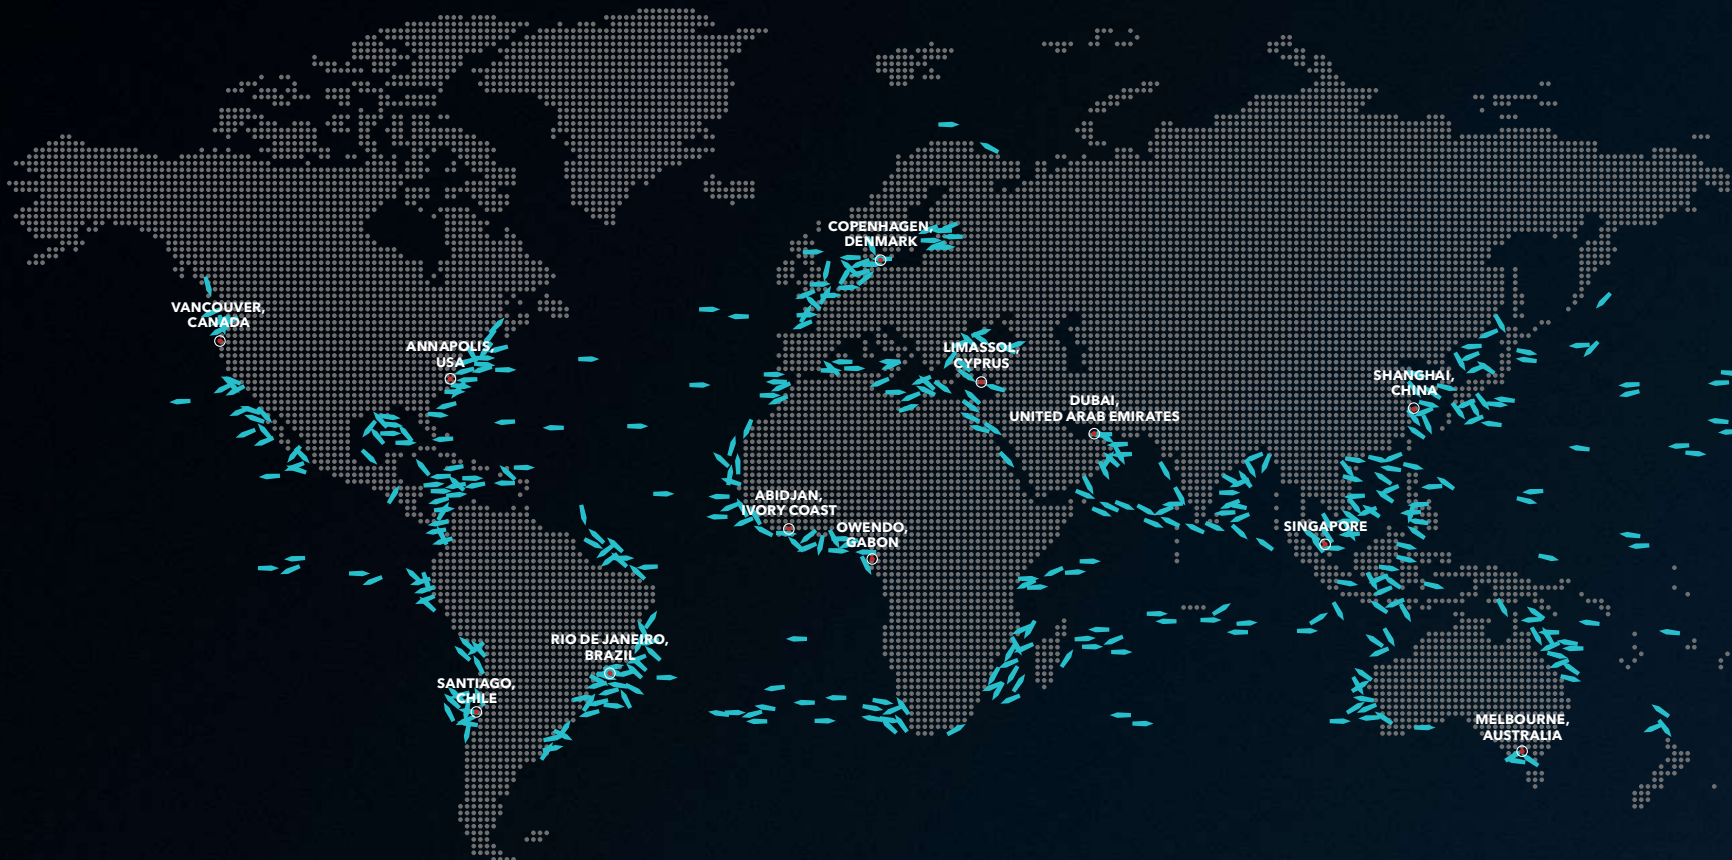 COPENHAGEN,
DENMARK
VANCOUVER,
CANADA
ANNAPOLIS,
USA
LIMASSOL,
CYPRUS
SHANGHAI,
CHINA
DUBAI,
UNITED ARAB EMIRATES
ABIDJAN,
IVORY COAST
OWENDO,
GABON
SINGAPORE
RIO DE JANEIRO,
BRAZIL
SANTIAGO,
CHILE
MELBOURNE,
AUSTRALIA